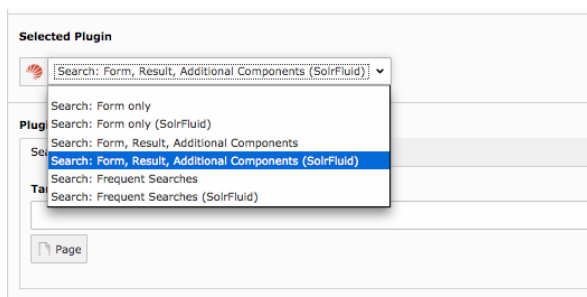 Selected Plugin
Search: Form, Result, Additional Components (SolrFluid)
Search: Form only
Search: Form only (SolrFluid)
Search: Form, Result, Additional Components
Search: Form, Result, Additional Components (SolrFluid)
Search: Frequent Searches
Search: Frequent Searches (SolrFluid)
Page